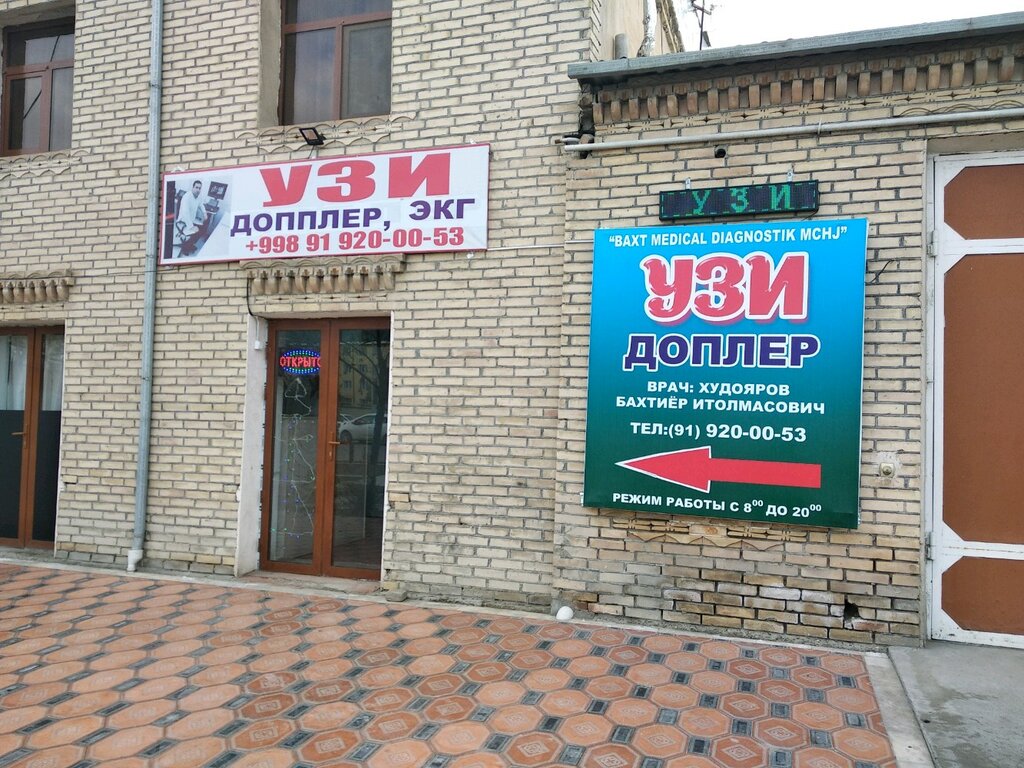 УЗИ
ДОППЛЕР, ЭКГ
+998 91 920-00-53
ОТКРЫТО
УЗИ
"BAXT MEDICAL DIAGNOSTIK MCHJ"
УЗИ
ДОПЛЕР
ВРАЧ: ХУДОЯРОВ
БАХТИЁР ИТОЛМАСОВИЧ
ТЕЛ:(91) 920-00-53
РЕЖИМ РАБОТЫ С 8⁰⁰ ДО 20⁰⁰